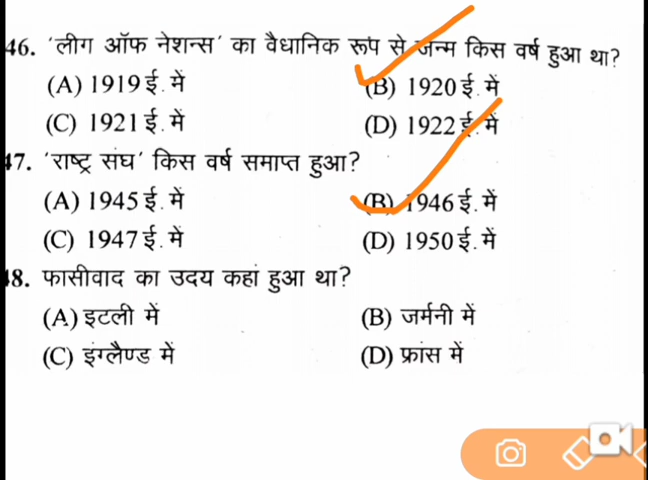 46. 'लीग ऑफ नेशन्स' का वैधानिक रूप से जन्म किस वर्ष हुआ था?
(A) 1919 ई. में (B) 1920 ई. में
(C) 1921 ई. में (D) 1922 ई. में
47. 'राष्ट्र संघ' किस वर्ष समाप्त हुआ?
(A) 1945 ई. में (B) 1946 ई. में
(C) 1947 ई. में (D) 1950 ई. में
48. फासीवाद का उदय कहां हुआ था?
(A) इटली में (B) जर्मनी में
(C) इंग्लैण्ड में (D) फ्रांस में